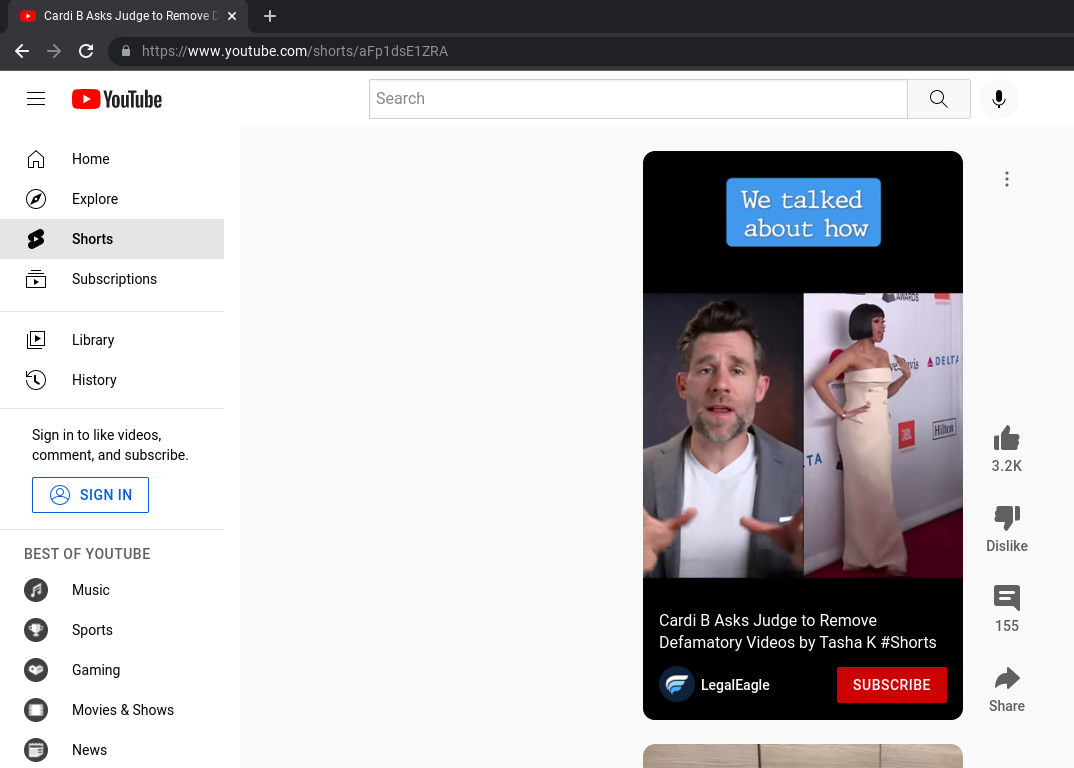 Cardi B Asks Judge to Remove D
https://www.youtube.com/shorts/aFp1dsE1ZRA
YouTube
Search
Home
Explore
Shorts
Subscriptions
Library
History
Sign in to like videos,
comment, and subscribe.
SIGN IN
BEST OF YOUTUBE
Music
Sports
Gaming
Movies & Shows
News
We talked
about how
DELTA
JBL
Hilton
LTA
Cardi B Asks Judge to Remove
Defamatory Videos by Tasha K #Shorts
LegalEagle
SUBSCRIBE
3.2K
Dislike
155
Share